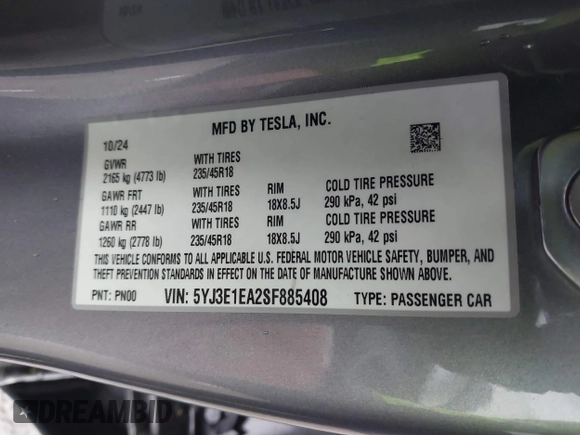 MFD BY TESLA, INC.
10/24
GVWR WITH TIRES
2165 kg (4773 lb) 235/45R18
GAWR FRT WITH TIRES RIM COLD TIRE PRESSURE
1110 kg (2447 lb) 235/45R18 18X8.5J 290 kPa, 42 psi
GAWR RR WITH TIRES RIM COLD TIRE PRESSURE
1260 kg (2778 lb) 235/45R18 18X8.5J 290 kPa, 42 psi
THIS VEHICLE CONFORMS TO ALL APPLICABLE U.S. FEDERAL MOTOR VEHICLE SAFETY, BUMPER, AND
THEFT PREVENTION STANDARDS IN EFFECT ON THE DATE OF MANUFACTURE SHOWN ABOVE.
PNT: PN00 VIN: 5YJ3E1EA2SF885408 TYPE: PASSENGER CAR
DREAMBID